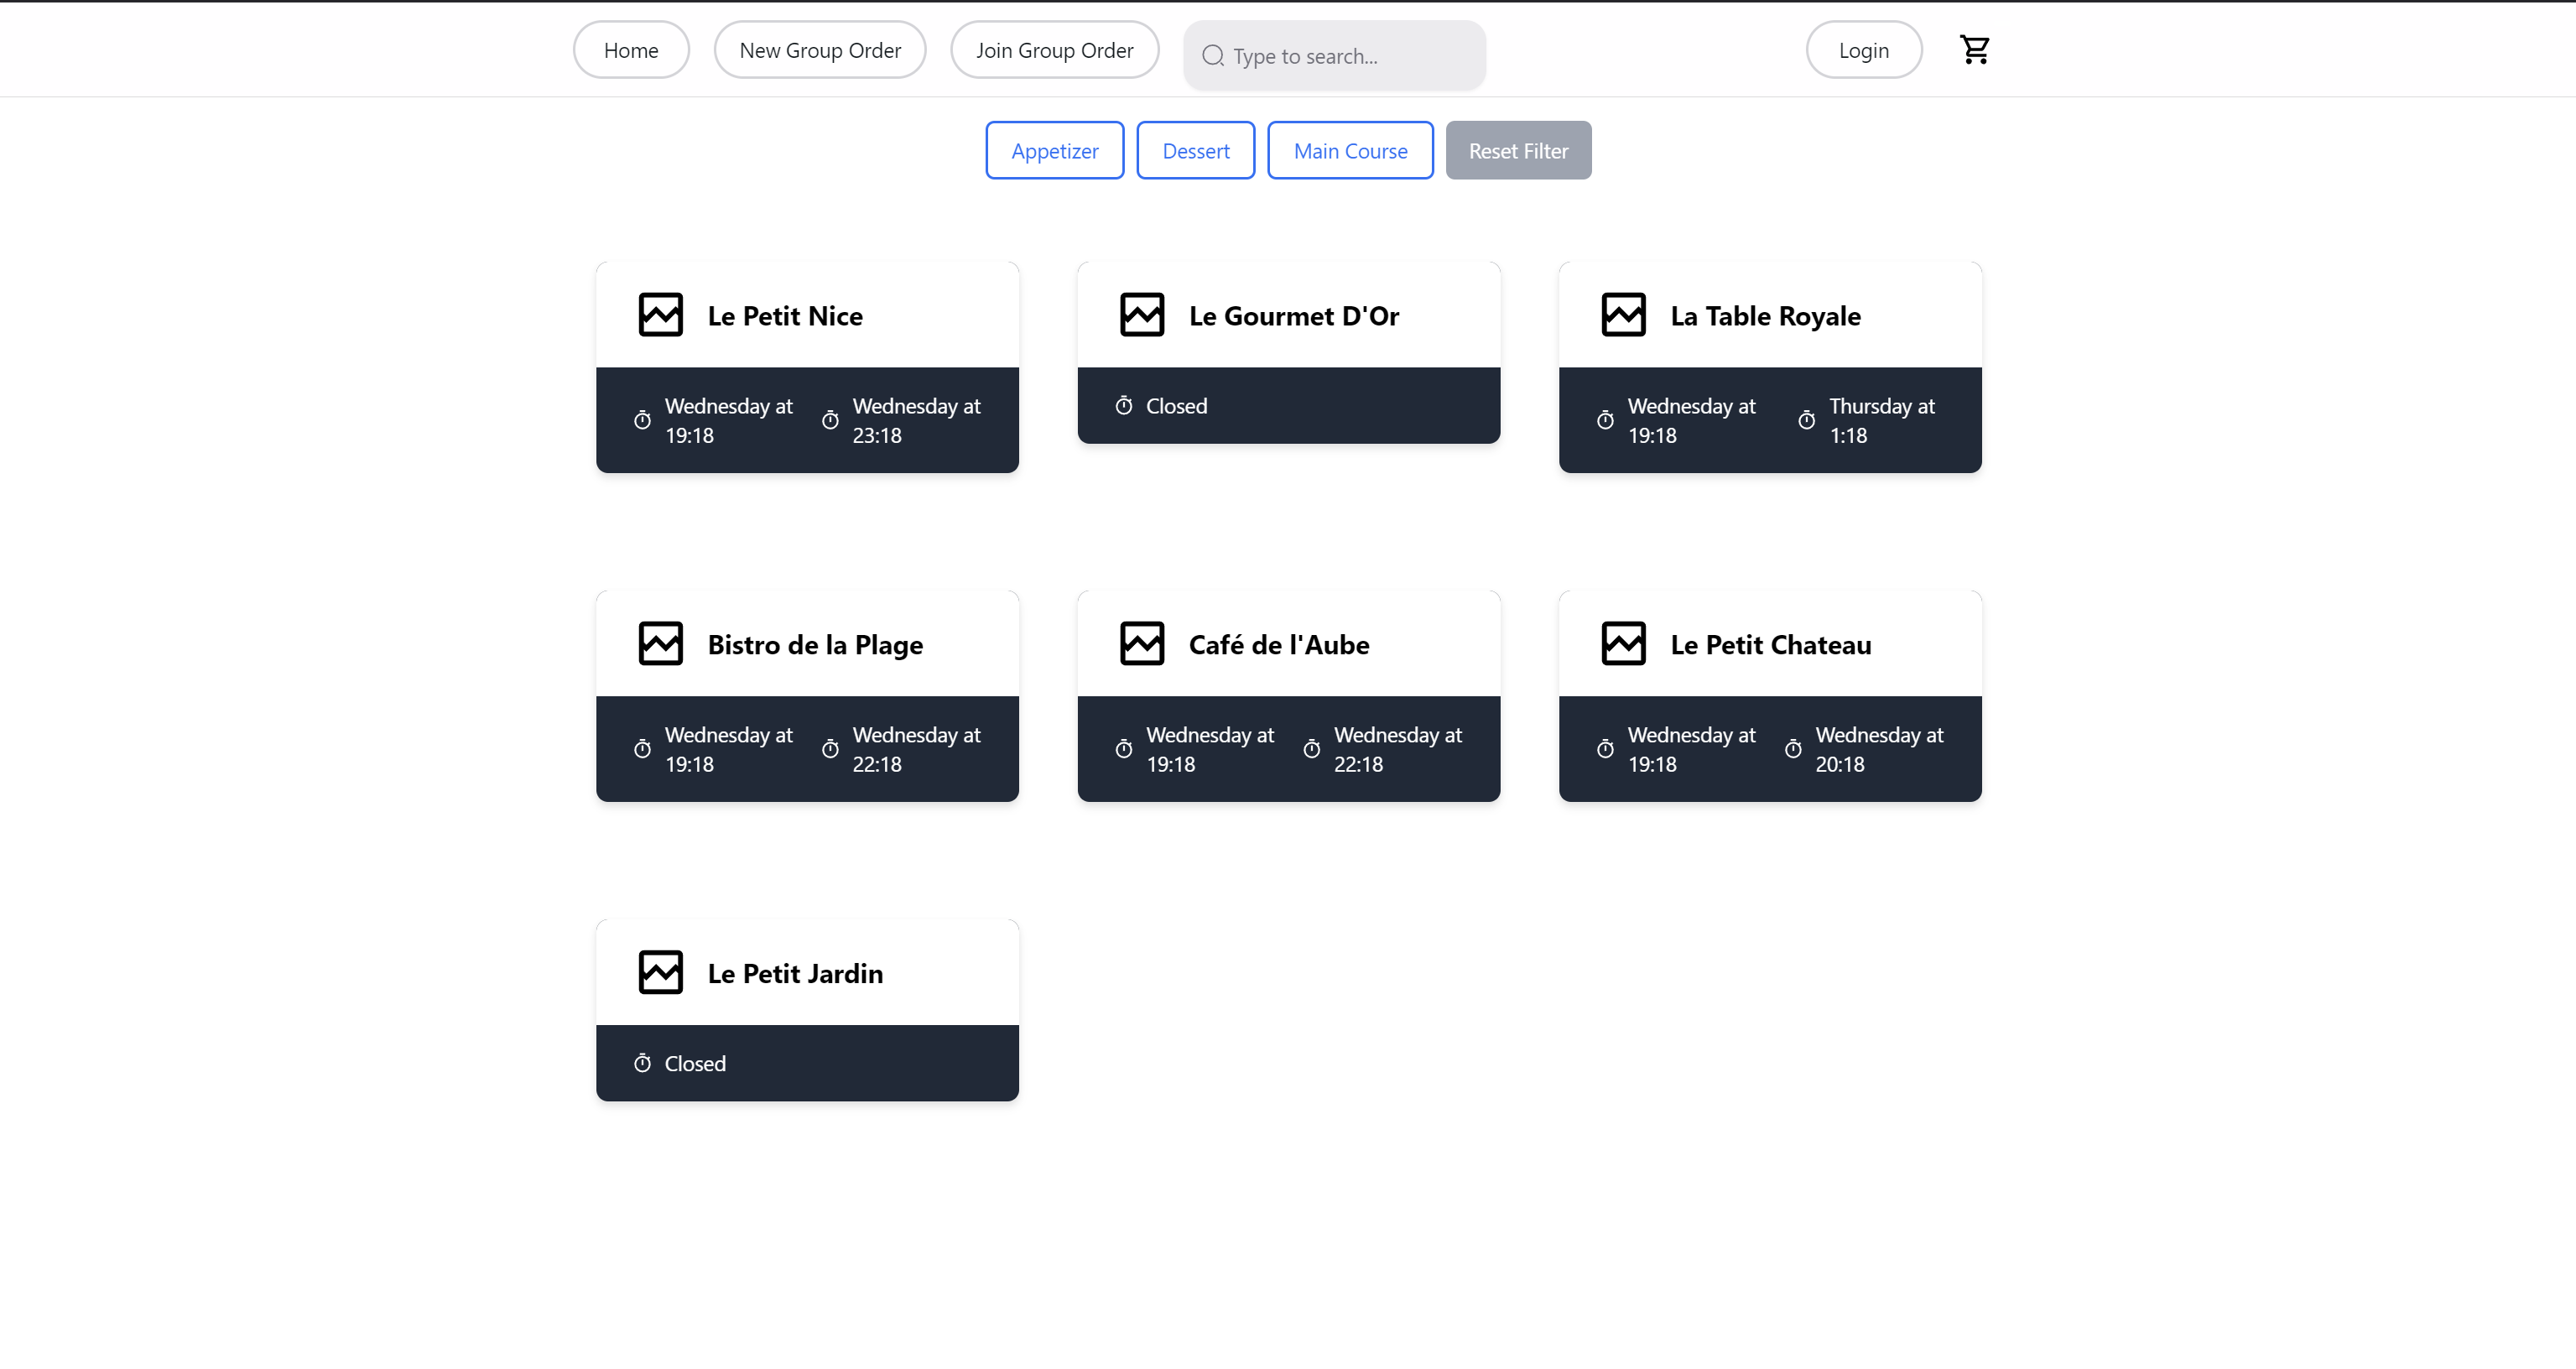 Home
New Group Order
Join Group Order
Type to search...
Login
Appetizer
Dessert
Main Course
Reset Filter
Le Petit Nice
Wednesday at
19:18
Wednesday at
23:18
Le Gourmet D'Or
Closed
La Table Royale
Wednesday at
19:18
Thursday at
1:18
Bistro de la Plage
Wednesday at
19:18
Wednesday at
22:18
Café de l'Aube
Wednesday at
19:18
Wednesday at
22:18
Le Petit Chateau
Wednesday at
19:18
Wednesday at
20:18
Le Petit Jardin
Closed